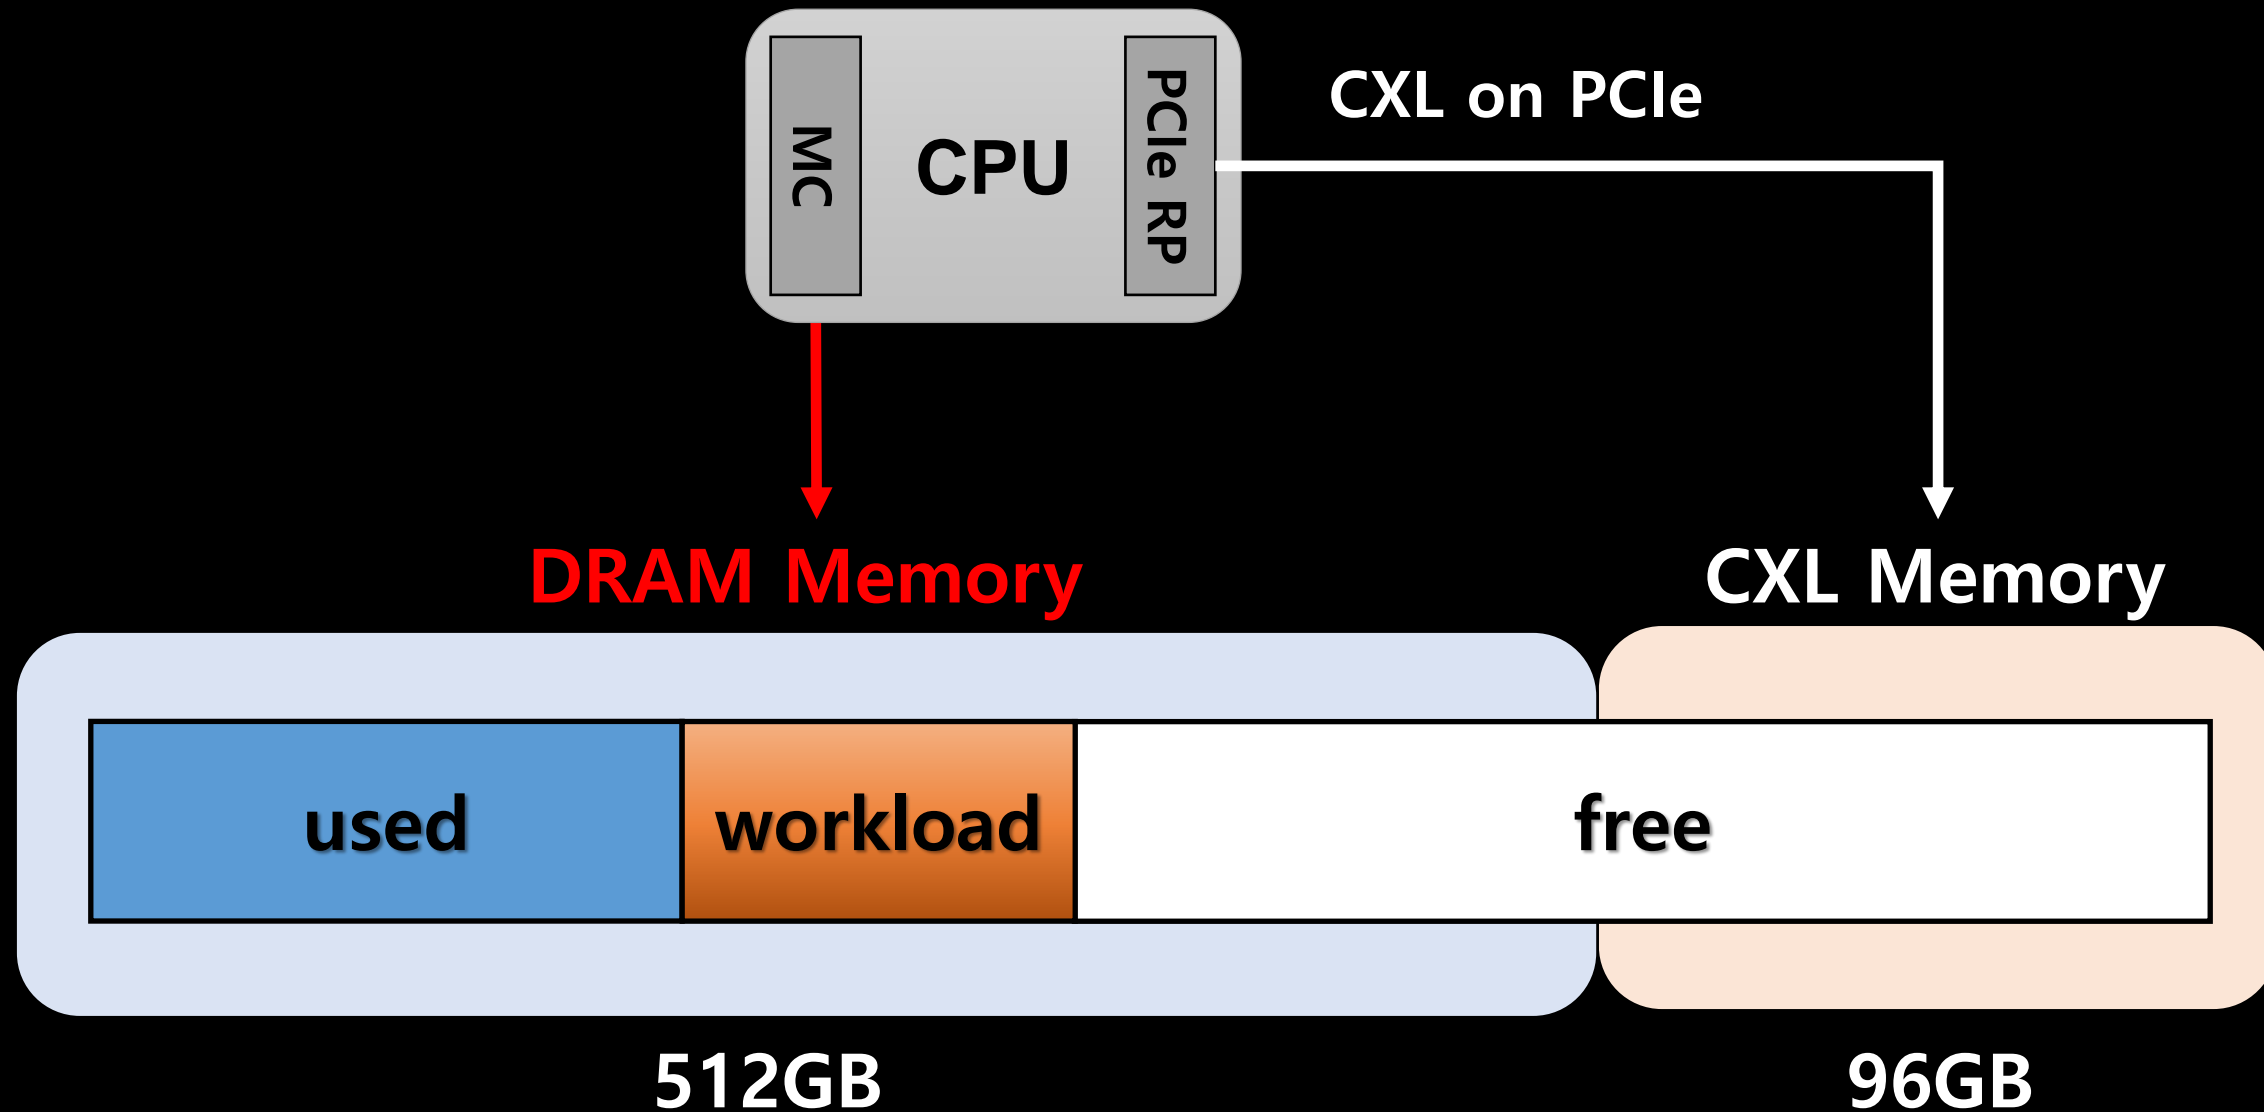 MC
CPU
PCIe RP
CXL on PCIe
DRAM Memory
CXL Memory
used
workload
free
512GB
96GB